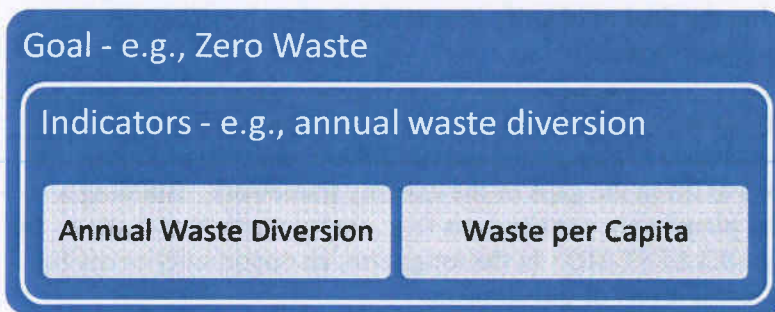 Goal - e.g., Zero Waste
Indicators - e.g., annual waste diversion
Annual Waste Diversion
Waste per Capita